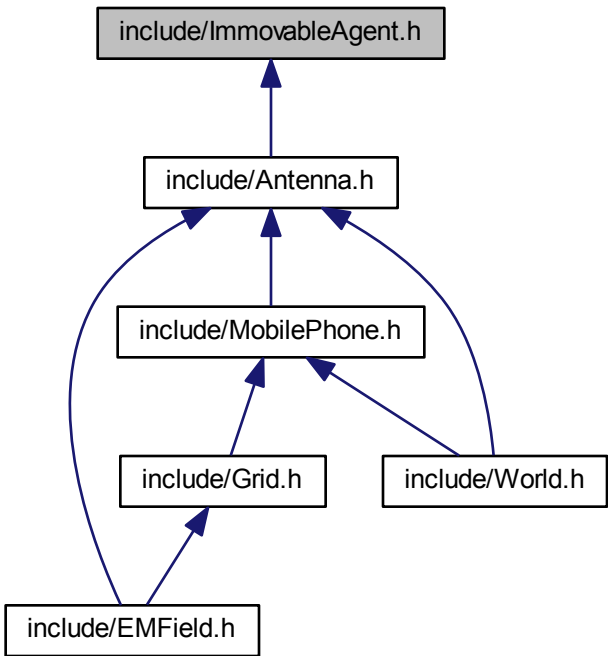 include/ImmovableAgent.h
include/Antenna.h
include/MobilePhone.h
include/Grid.h
include/World.h
include/EMField.h